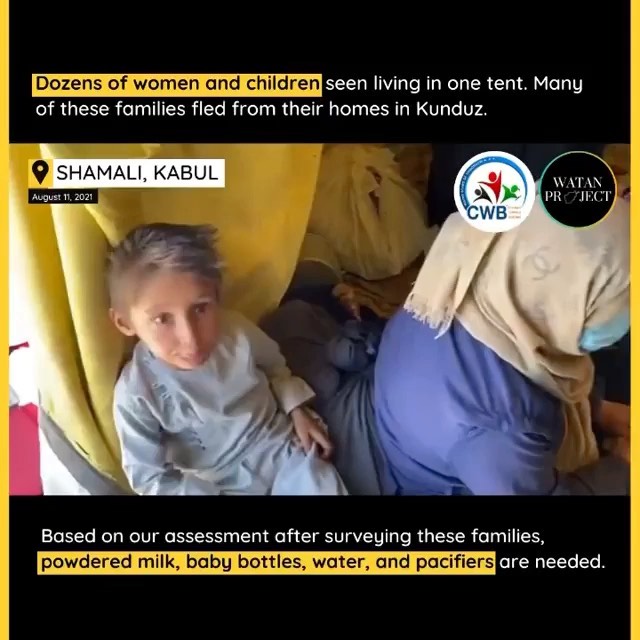 Dozens of women and children seen living in one tent. Many
of these families fled from their homes in Kunduz.
SHAMALI, KABUL
August 11, 2021
CWB
WATAN
PROJECT
Based on our assessment after surveying these families,
powdered milk, baby bottles, water, and pacifiers are needed.